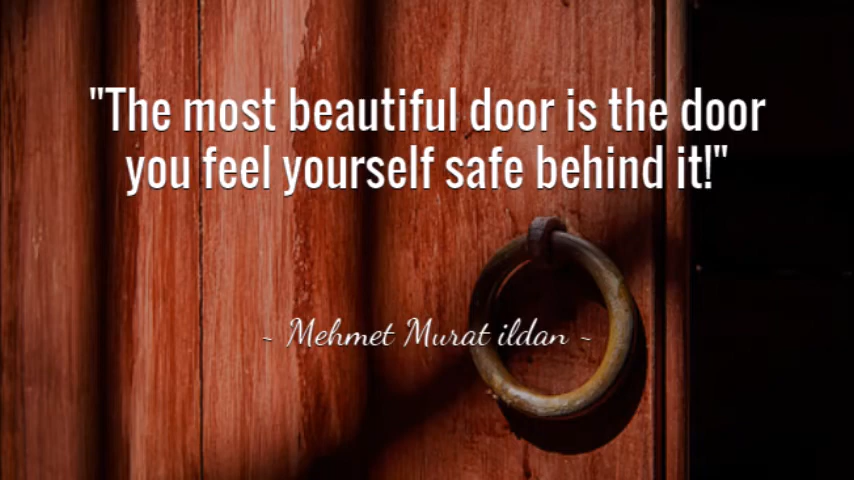 "The most beautiful door is the door
you feel yourself safe behind it!"
~ Mehmet Murat ildan ~